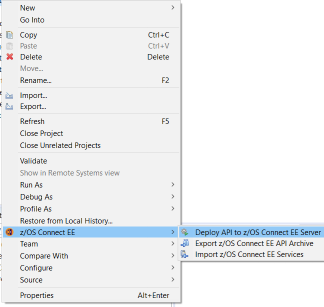 New
Go Into
Copy Ctrl+C
Paste Ctrl+V
Delete Delete
Move...
Rename... F2
Import...
Export...
Refresh F5
Close Project
Close Unrelated Projects
Validate
Show in Remote Systems view
Run As
Debug As
Profile As
Restore from Local History...
z/OS Connect EE
Deploy API to z/OS Connect EE Server
Team
Export z/OS Connect EE API Archive
Compare With
Import z/OS Connect EE Services
Configure
Source
Properties Alt+Enter